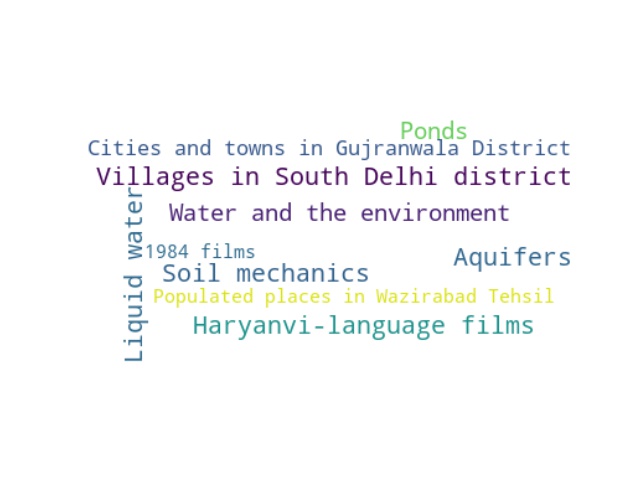 Ponds
Cities and towns in Gujranwala District
Villages in South Delhi district
Liquid water
Water and the environment
1984 films
Aquifers
Soil mechanics
Populated places in Wazirabad Tehsil
Haryanvi-language films